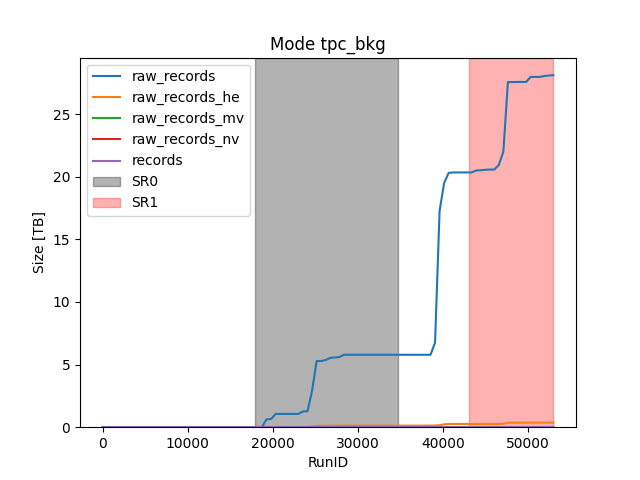 Mode tpc_bkg
raw_records
raw_records_he
raw_records_mv
raw_records_nv
records
SR0
SR1
Size [TB]
25
20
15
10
5
0
0 10000 20000 30000 40000 50000
RunID